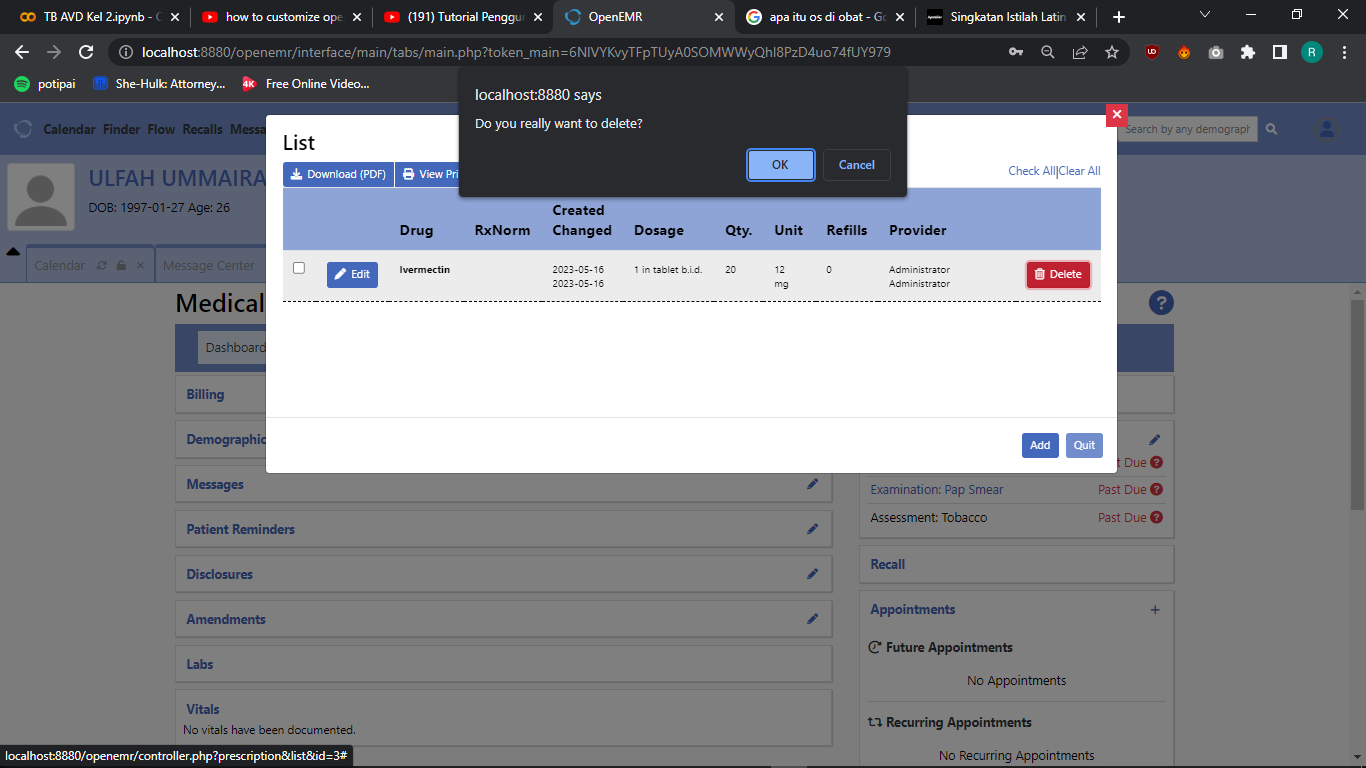 TB AVD Kel 2.ipynb - C
how to customize ope
(191) Tutorial Penggu
OpenEMR
apa itu os di obat - Go
Singkatan Istilah Latin
localhost:8880/openemr/interface/main/tabs/main.php?token_main=6NlVYKvyTFpTUyA0SOMWWyQhl8PzD4uo74fUY979
R
potipai
She-Hulk: Attorney...
4K
Free Online Video...
localhost:8880 says
Do you really want to delete?
OK
Cancel
Calendar Finder Flow Recalls Messa
Search by any demograph
ULFAH UMMAIRA
DOB: 1997-01-27 Age: 26
Calendar
Message Center
List
Download (PDF)
View Pri
Check All|Clear All
Drug RxNorm Created Changed Dosage Qty. Unit Refills Provider
Edit
Ivermectin
2023-05-16
2023-05-16
1 in tablet b.i.d.
20
12
mg
0
Administrator
Administrator
Delete
Add
Quit
Medical
Dashboard
Billing
Demographic
Messages
Patient Reminders
Disclosures
Amendments
Labs
Vitals
No vitals have been documented.
t Due
Examination: Pap Smear
Past Due
Assessment: Tobacco
Past Due
Recall
Appointments
Future Appointments
No Appointments
Recurring Appointments
No Recurring Appointments
localhost:8880/openemr/controller.php?prescription&list&id=3#